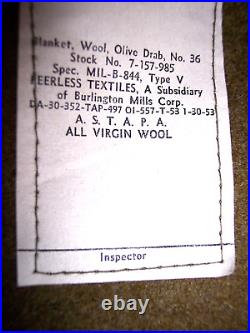 Blanket, Wool, Olive Drab, No. 36
Stock No. 7-157-985
Spec. MIL-B-844, Type V
PEERLESS TEXTILES, A Subsidiary
of Burlington Mills Corp.
DA-30-352-TAP-497 OI-557-T-53 1-30-53
A. S. T. A. P. A.
ALL VIRGIN WOOL
Inspector